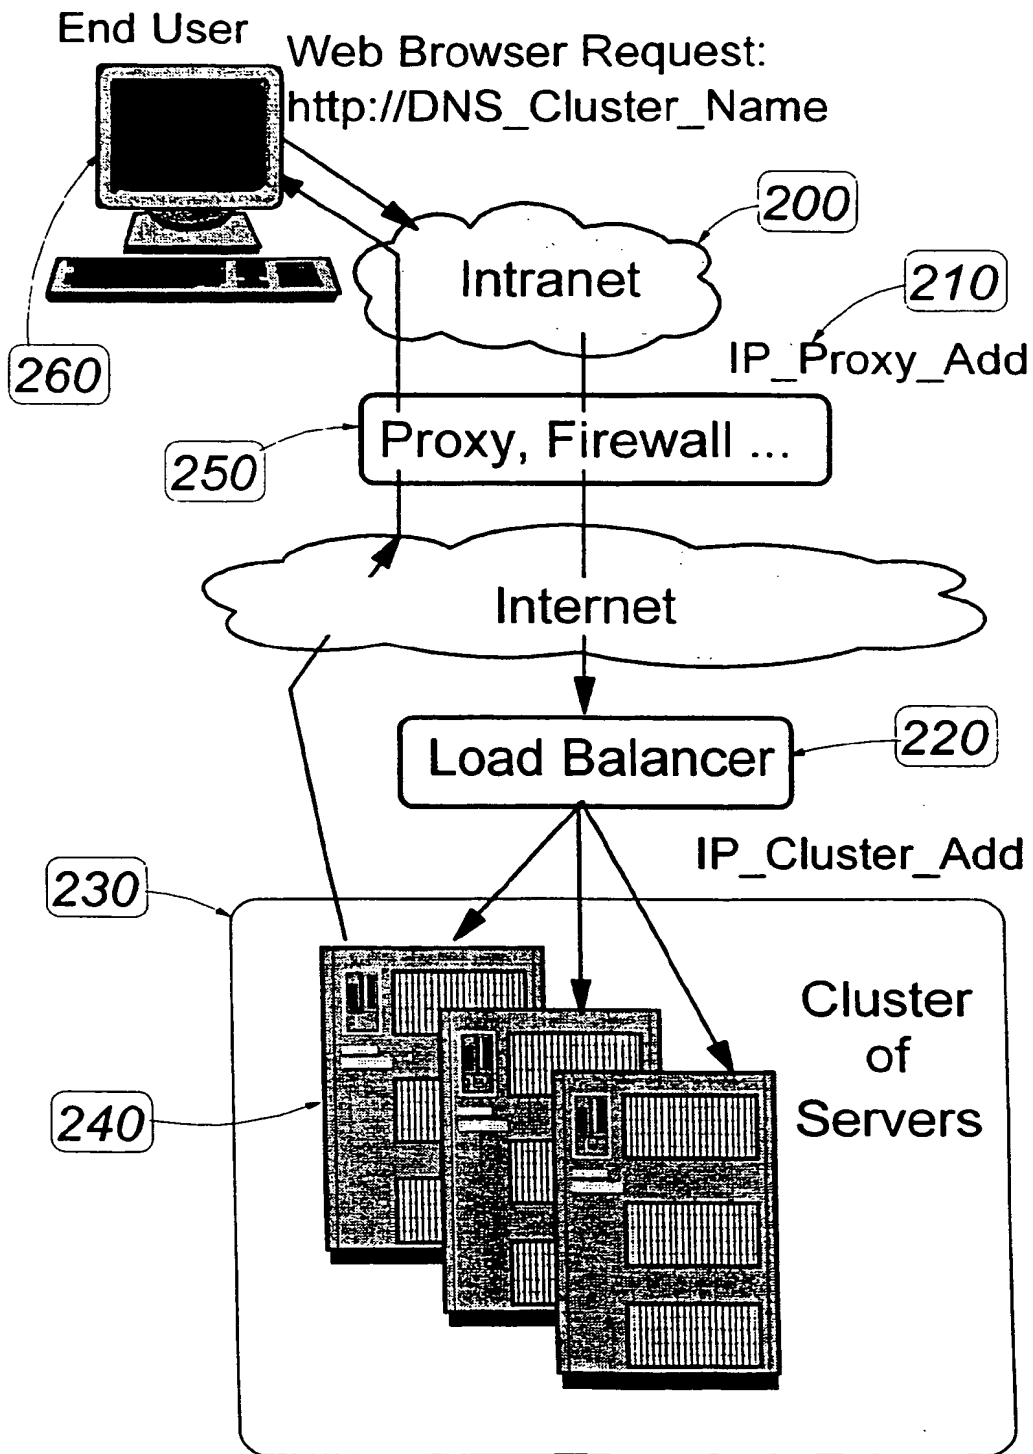 End User
Web Browser Request:
http://DNS_Cluster_Name
200
Intranet
210
IP_Proxy_Add
260
Proxy, Firewall ...
250
Internet
Load Balancer
220
IP_Cluster_Add
230
Cluster
of
Servers
240